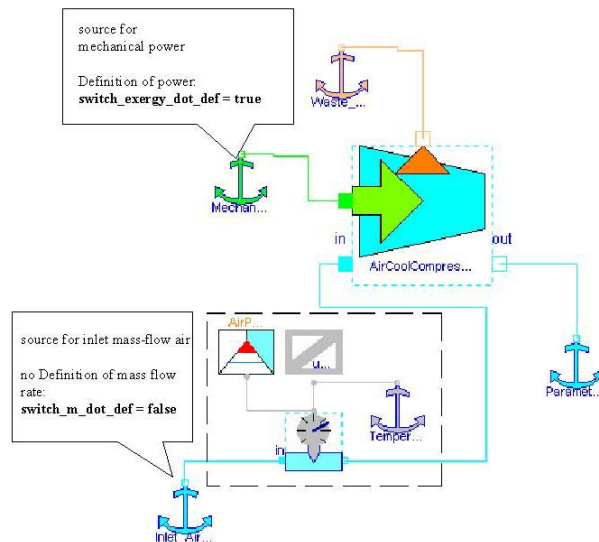 source for
mechanical power
Definition of power:
switch_exergy_dot_def = true
Waste_...
Mechan...
in
out
AirCoolCompres...
source for inlet mass-flow air
no Definition of mass flow
rate:
switch_m_dot_def = false
AirP...
u...
Temper...
in
Paramet...
Inlet_Air...